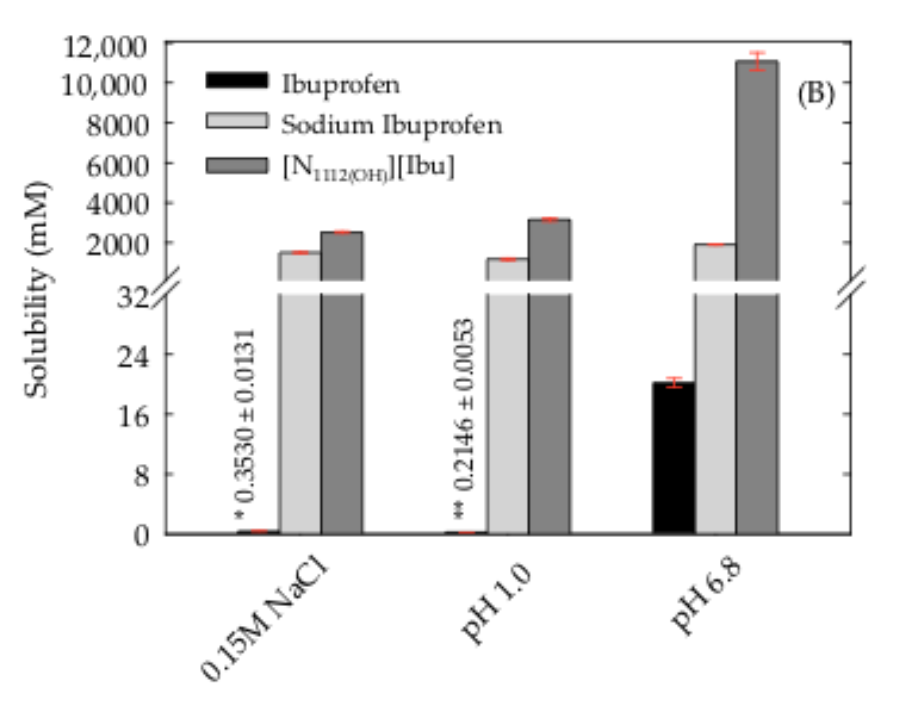 12,000
10,000
8000
6000
4000
2000
32
24
16
8
0
Solubility (mM)
Ibuprofen
Sodium Ibuprofen
[N1112(OH)][Ibu]
(B)
* 0.3530 ± 0.0131
** 0.2146 ± 0.0053
0.15M NaCl
pH 1.0
pH 6.8